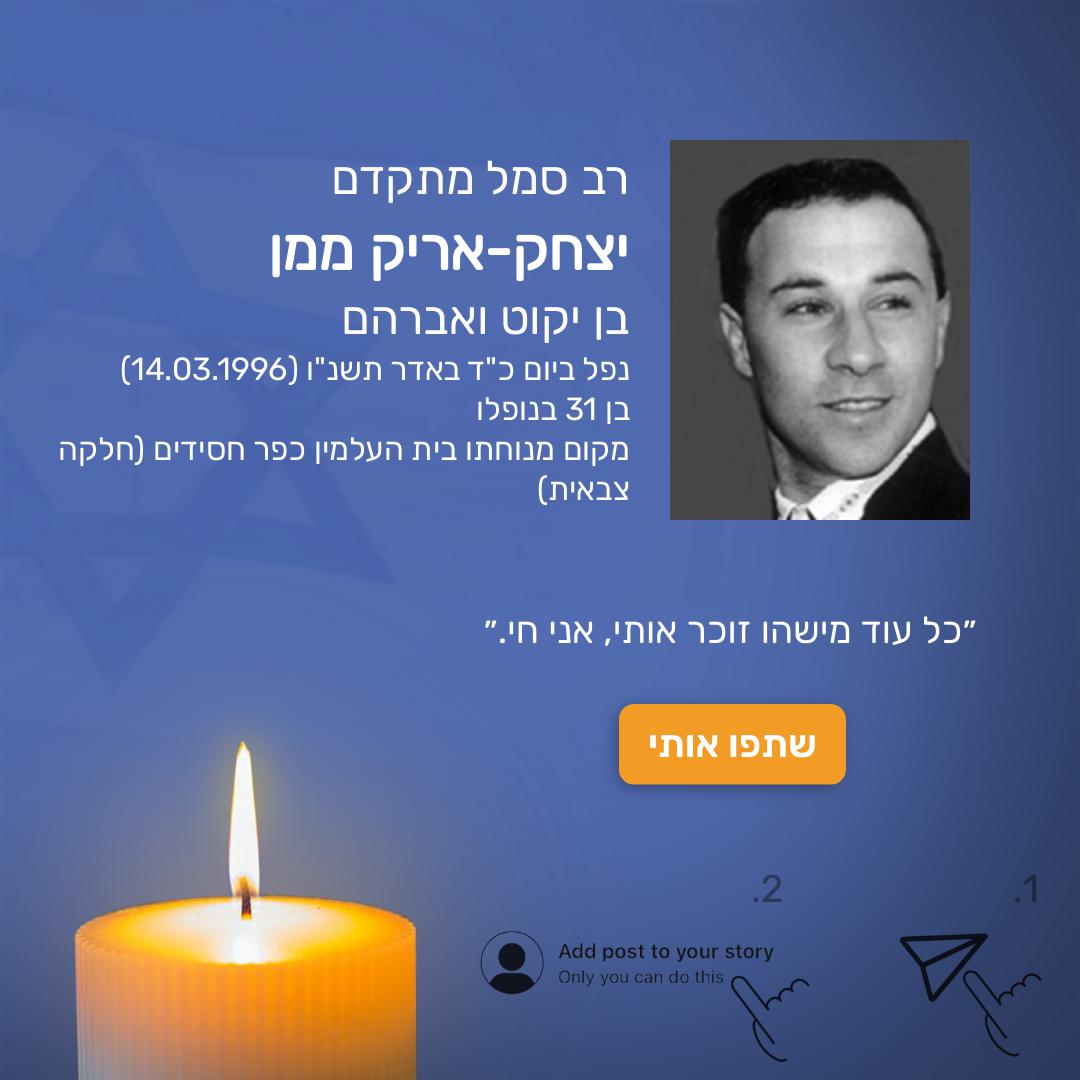 רב סמל מתקדם
יצחק-אריק ממן
בן יקוט ואברהם
נפל ביום כ"ד באדר תשנ"ו (14.03.1996)
בן 31 בנופלו
מקום מנוחתו בית העלמין כפר חסידים (חלקה
צבאית)
״כל עוד מישהו זוכר אותי, אני חי.״
שתפו אותי
.1
.2
Add post to your story
Only you can do this